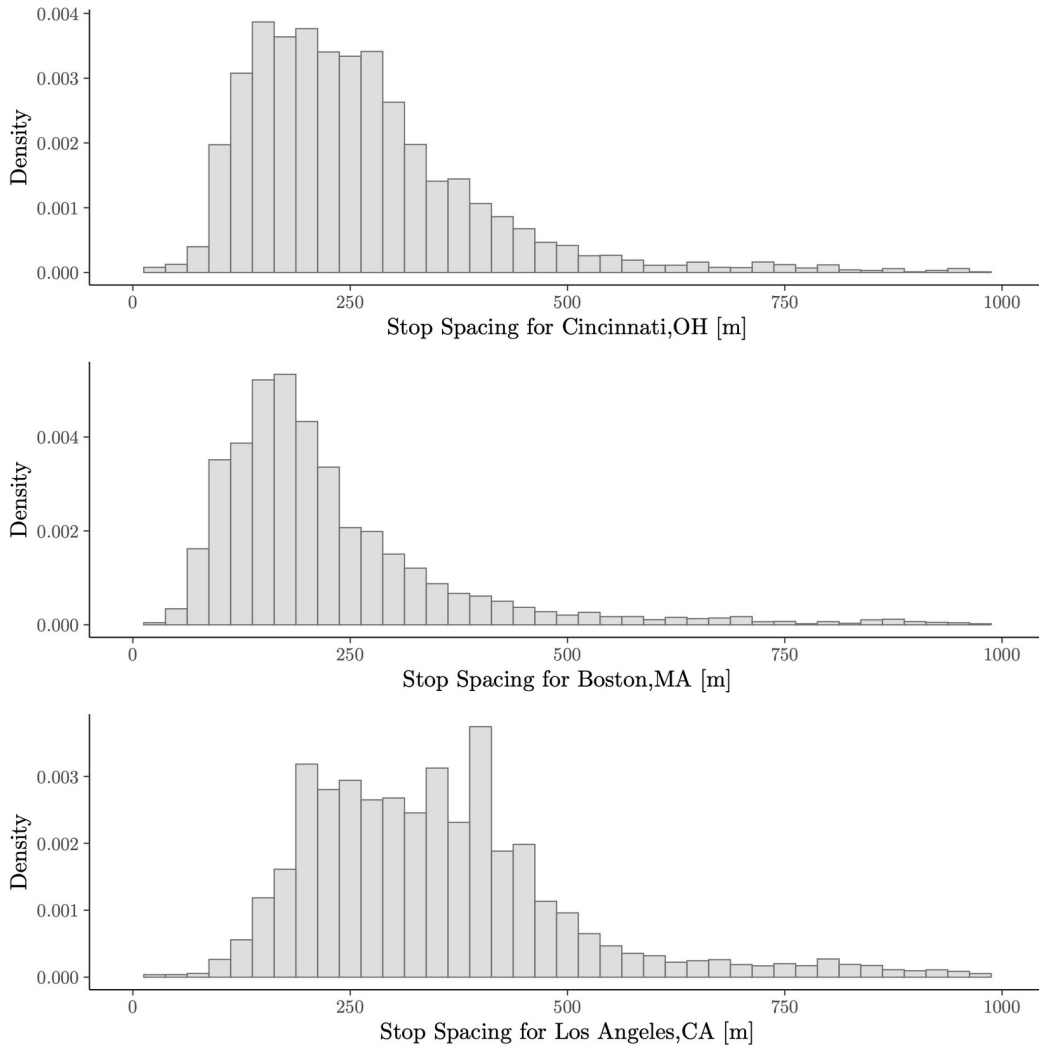 0.004
0.003
0.002
0.001
0.000
Density
0 250 500 750 1000
Stop Spacing for Cincinnati,OH [m]
0.004
0.002
0.000
Density
0 250 500 750 1000
Stop Spacing for Boston,MA [m]
0.003
0.002
0.001
0.000
Density
0 250 500 750 1000
Stop Spacing for Los Angeles,CA [m]